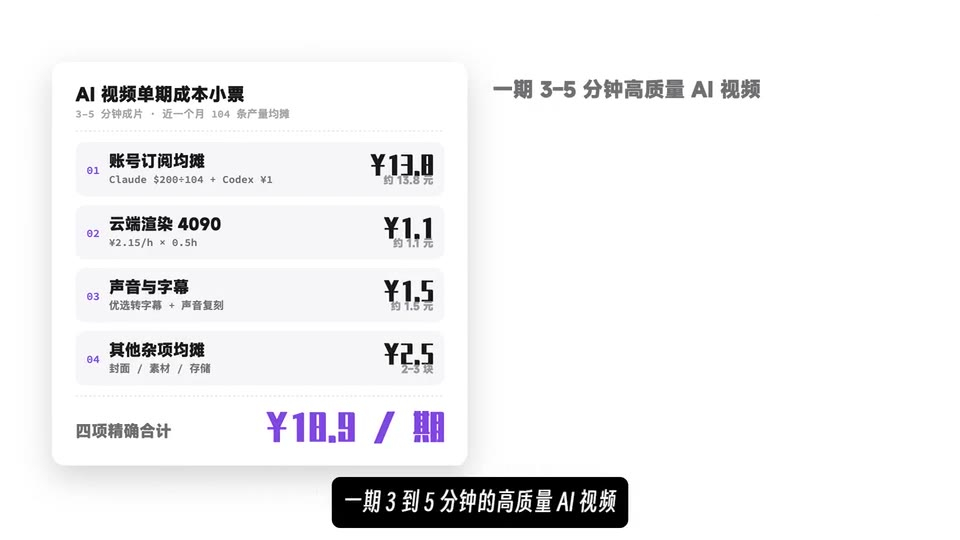 AI 视频单期成本小票
3-5 分钟成片 · 近一个月 104 条产量均摊
01 账号订阅均摊 ¥13.8
Claude $200÷104 + Codex ¥1 约 13.8 元
02 云端渲染 4090 ¥1.1
¥2.15/h × 0.5h 约 1.1 元
03 声音与字幕 ¥1.5
优选转字幕 + 声音复刻 约 1.5 元
04 其他杂项均摊 ¥2.5
封面 / 素材 / 存储 2-3 块
四项精确合计 ¥18.9 / 期
一期 3-5 分钟高质量 AI 视频
一期 3 到 5 分钟的高质量 AI 视频